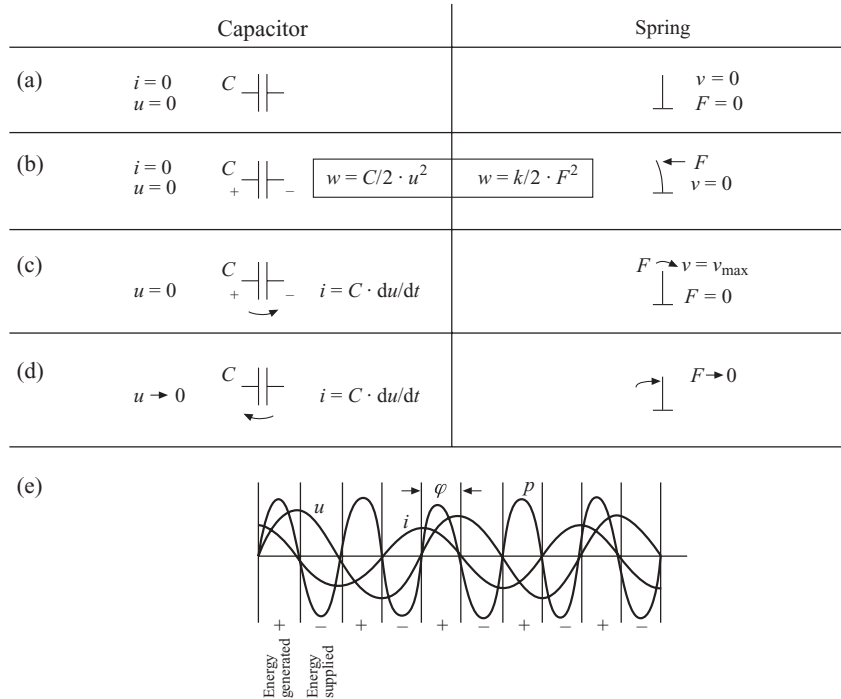 Capacitor Spring
(a) i = 0 C v = 0
u = 0 F = 0
(b) i = 0 C w = C/2 · u² w = k/2 · F² F
u = 0 + − v = 0
(c) C F v = vmax
u = 0 + − i = C · du/dt F = 0
(d) C F → 0
u → 0 i = C · du/dt
(e) φ p
u i
+ − + − + − + − + −
Energy generated
Energy supplied